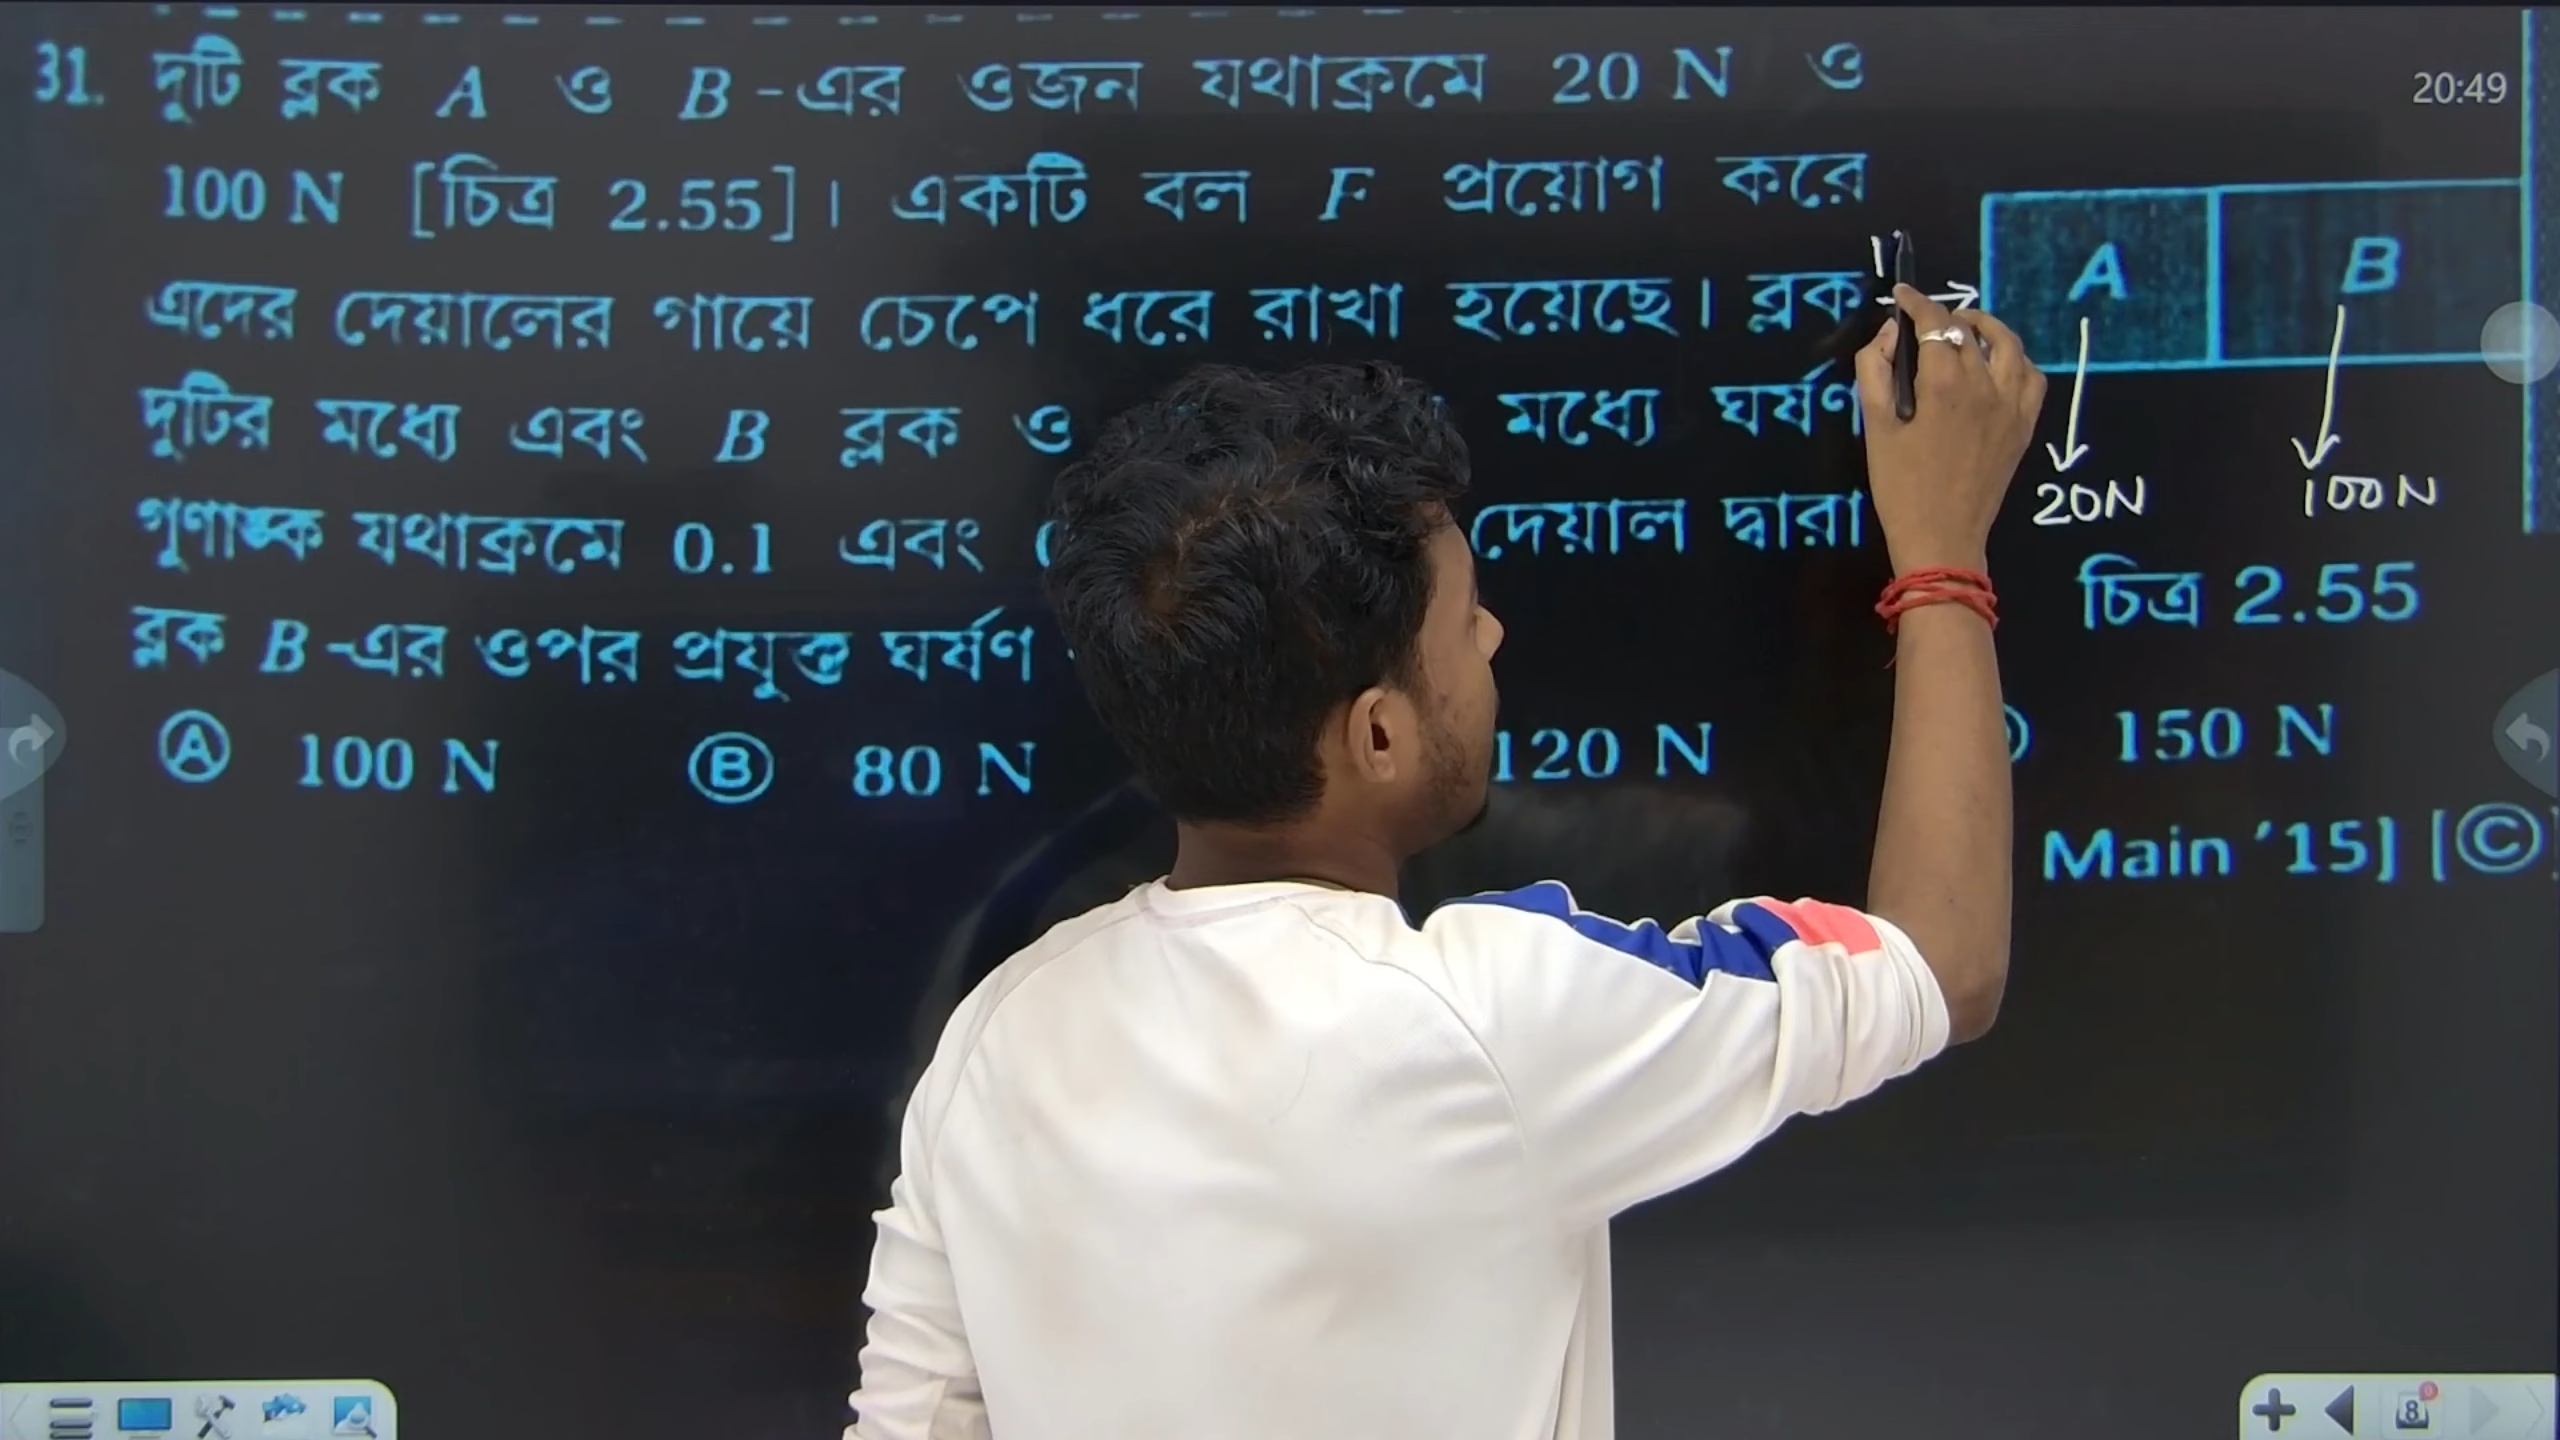 31. দুটি ব্লক A ও B-এর ওজন যথাক্রমে 20 N ও
100 N [চিত্র 2.55]। একটি বল F প্রয়োগ করে
এদের দেয়ালের গায়ে চেপে ধরে রাখা হয়েছে। ব্লক
দুটির মধ্যে এবং B ব্লক ও মধ্যে ঘর্ষণ
গুণাঙ্ক যথাক্রমে 0.1 এবং দেয়াল দ্বারা
ব্লক B-এর ওপর প্রযুক্ত ঘর্ষণ
Ⓐ 100 N Ⓑ 80 N 120 N 150 N
Main ’15] [Ⓒ]
20:49
A B
20N 100N
চিত্র 2.55
8